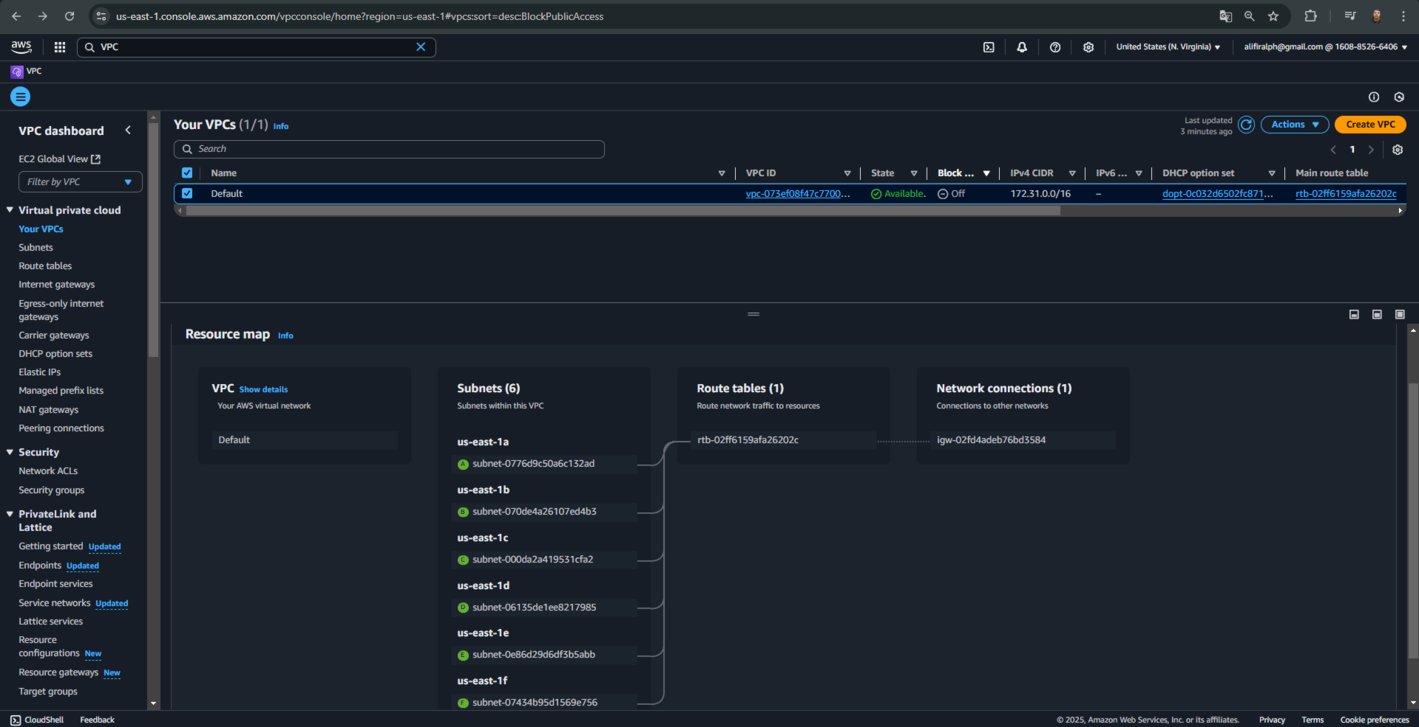 us-east-1.console.aws.amazon.com/vpcconsole/home?region=us-east-1#vpcs:sort=desc:BlockPublicAccess
aws
VPC
United States (N. Virginia)
alifiralph@gmail.com @ 1608-8526-6406
VPC
VPC dashboard
EC2 Global View
Filter by VPC
Virtual private cloud
Your VPCs
Subnets
Route tables
Internet gateways
Egress-only internet
gateways
Carrier gateways
DHCP option sets
Elastic IPs
Managed prefix lists
NAT gateways
Peering connections
Security
Network ACLs
Security groups
PrivateLink and
Lattice
Getting started Updated
Endpoints Updated
Endpoint services
Service networks Updated
Lattice services
Resource
configurations New
Resource gateways New
Target groups
Your VPCs (1/1) Info
Last updated
3 minutes ago
Actions
Create VPC
Search
1
Name VPC ID State Block ... IPv4 CIDR IPv6 ... DHCP option set Main route table
Default vpc-073ef08f47c7700... Available. Off 172.31.0.0/16 – dopt-0c032d6502fc871... rtb-02ff6159afa26202c
Resource map Info
VPC Show details
Your AWS virtual network
Default
Subnets (6)
Subnets within this VPC
us-east-1a
A subnet-0776d9c50a6c132ad
us-east-1b
B subnet-070de4a26107ed4b3
us-east-1c
C subnet-000da2a419531cfa2
us-east-1d
D subnet-06135de1ee8217985
us-east-1e
E subnet-0e86d29d6df3b5abb
us-east-1f
F subnet-07434b95d1569e756
Route tables (1)
Route network traffic to resources
rtb-02ff6159afa26202c
Network connections (1)
Connections to other networks
igw-02fd4adeb76bd3584
CloudShell Feedback
© 2025, Amazon Web Services, Inc. or its affiliates. Privacy Terms Cookie preferences